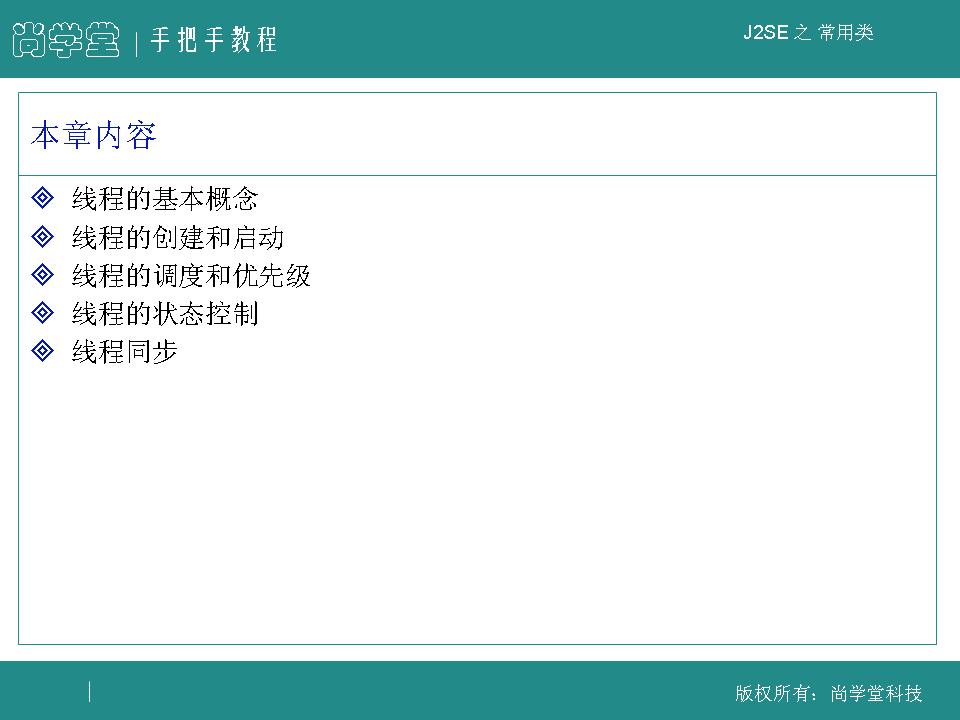 尚学堂 | 手把手教程
J2SE 之 常用类
本章内容
线程的基本概念
线程的创建和启动
线程的调度和优先级
线程的状态控制
线程同步
版权所有：尚学堂科技